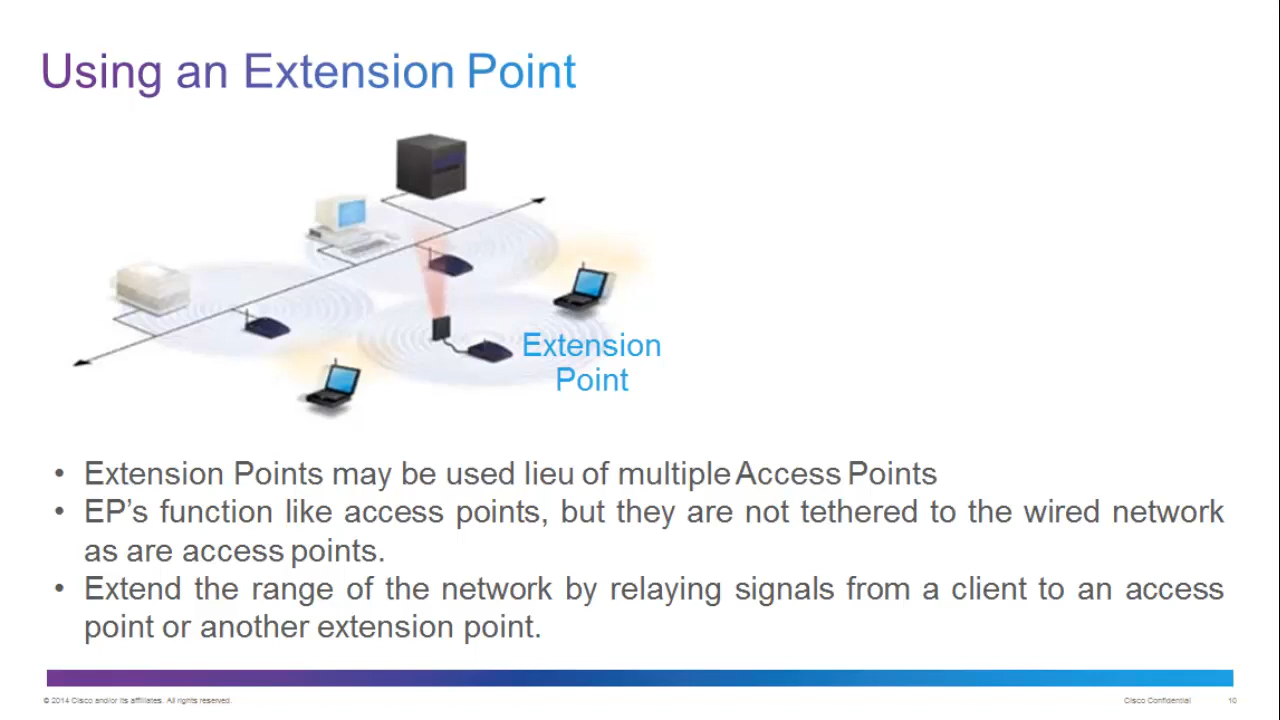 Using an Extension Point
Extension
Point
• Extension Points may be used lieu of multiple Access Points
• EP’s function like access points, but they are not tethered to the wired network
as are access points.
• Extend the range of the network by relaying signals from a client to an access
point or another extension point.
© 2014 Cisco and/or its affiliates. All rights reserved.
Cisco Confidential
10